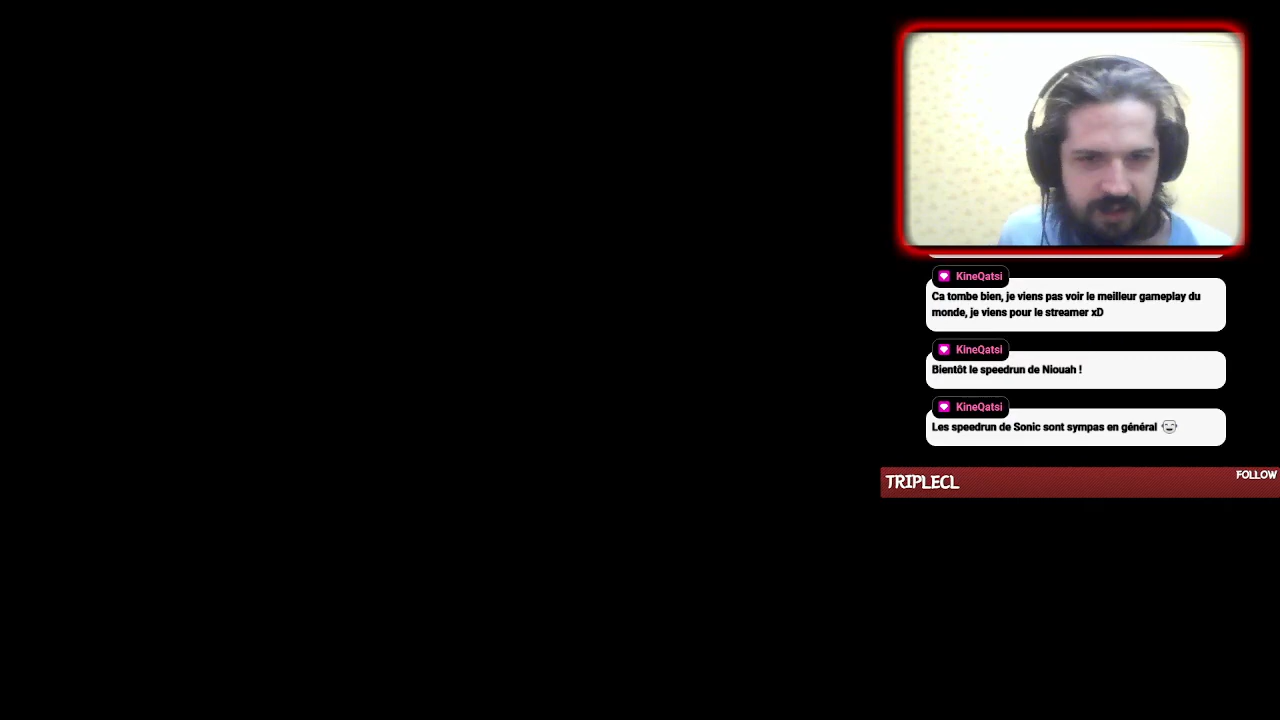 KineQatsi
Ca tombe bien, je viens pas voir le meilleur gameplay du
monde, je viens pour le streamer xD
KineQatsi
Bientôt le speedrun de Niouah !
KineQatsi
Les speedrun de Sonic sont sympas en général
TRIPLECL
FOLLOW